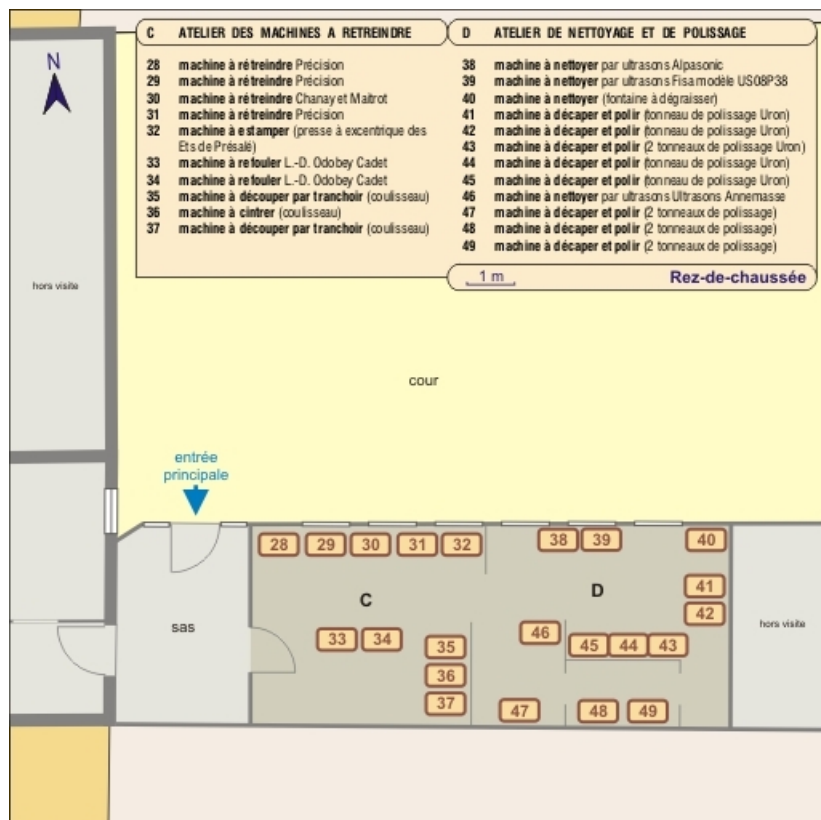 C ATELIER DES MACHINES A RETREINDRE
28 machine à rétreindre Précision
29 machine à rétreindre Précision
30 machine à rétreindre Chanay et Maitrot
31 machine à rétreindre Précision
32 machine à estamper (presse à excentrique des
Ets de Présalé)
33 machine à refouler L.-D. Odobey Cadet
34 machine à refouler L.-D. Odobey Cadet
35 machine à découper par tranchoir (coulisseau)
36 machine à cintrer (coulisseau)
37 machine à découper par tranchoir (coulisseau)
D ATELIER DE NETTOYAGE ET DE POLISSAGE
38 machine à nettoyer par ultrasons Alpasonic
39 machine à nettoyer par ultrasons Fisa modèle US08P38
40 machine à nettoyer (fontaine à dégraisser)
41 machine à décaper et polir (tonneau de polissage Uron)
42 machine à décaper et polir (tonneau de polissage Uron)
43 machine à décaper et polir (2 tonneaux de polissage Uron)
44 machine à décaper et polir (tonneau de polissage Uron)
45 machine à décaper et polir (tonneau de polissage Uron)
46 machine à nettoyer par ultrasons Ultrasons Annemasse
47 machine à décaper et polir (2 tonneaux de polissage)
48 machine à décaper et polir (2 tonneaux de polissage)
49 machine à décaper et polir (2 tonneaux de polissage)
1 m Rez-de-chaussée
N
hors visite
cour
entrée
principale
28 29 30 31 32 38 39 40
41
C D
42
sas
hors visite
33 34 35 46 45 44 43
36
37 47 48 49